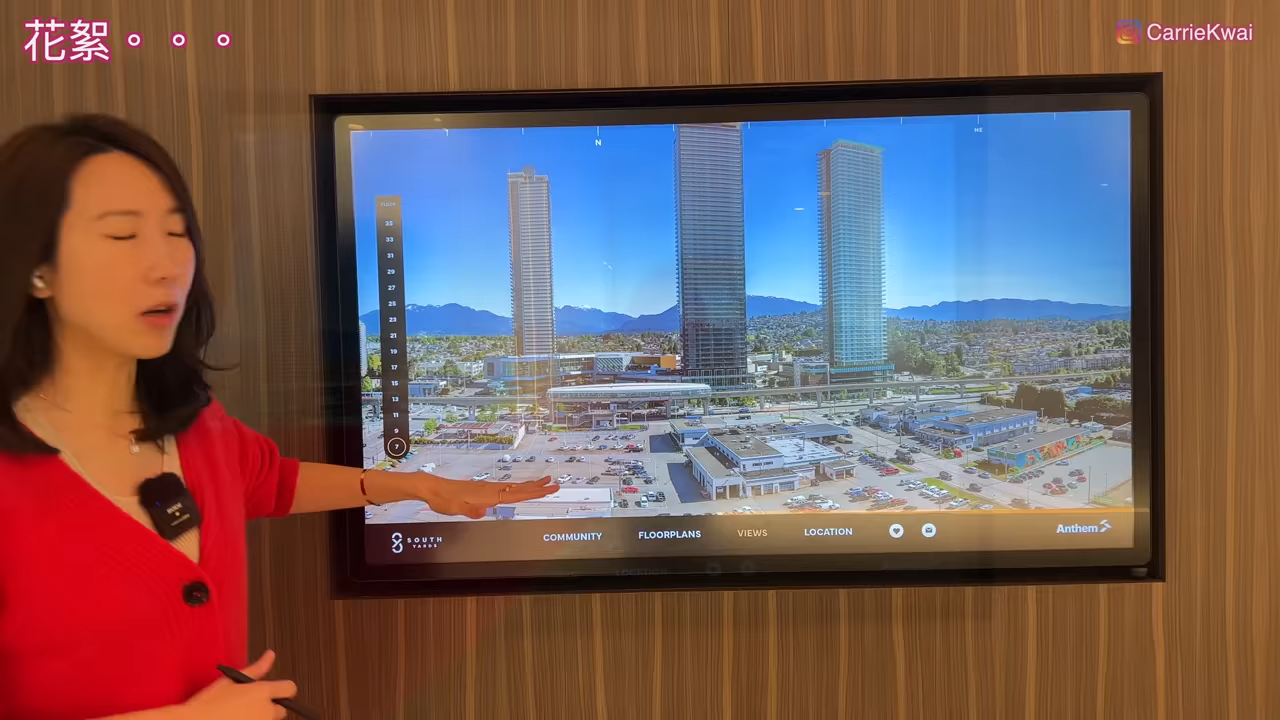 花絮。。。
CarrieKwai
N
NE
FLOOR
35
33
31
29
27
25
23
21
19
17
15
13
11
9
7
SOUTH
YARDS
COMMUNITY
FLOORPLANS
VIEWS
LOCATION
Anthem